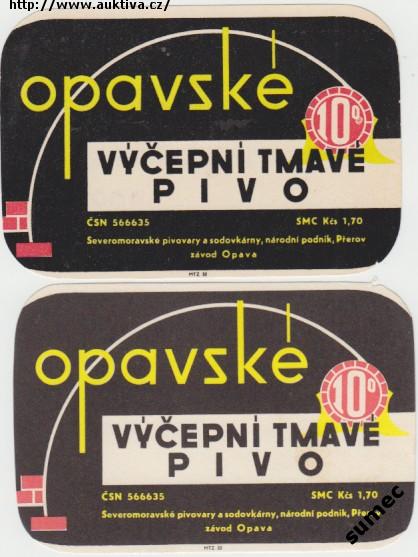 http://www.auktiva.cz/
opavské
10°
VÝČEPNÍ TMAVÉ
PIVO
ČSN 566635 SMC Kčs 1,70
Severomoravské pivovary a sodovkárny, národní podnik, Přerov
závod Opava
opavské
10°
VÝČEPNÍ TMAVÉ
PIVO
ČSN 566635 SMC Kčs 1,70
Severomoravské pivovary a sodovkárny, národní podnik, Přerov
závod Opava
sumec